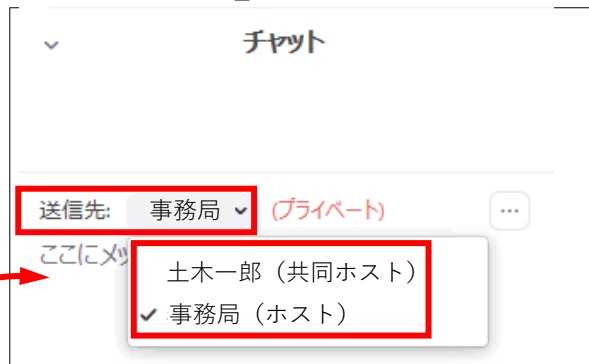 チャット
送信先: 事務局 (プライベート) ...
ここにメッ
土木一郎（共同ホスト）
事務局（ホスト）